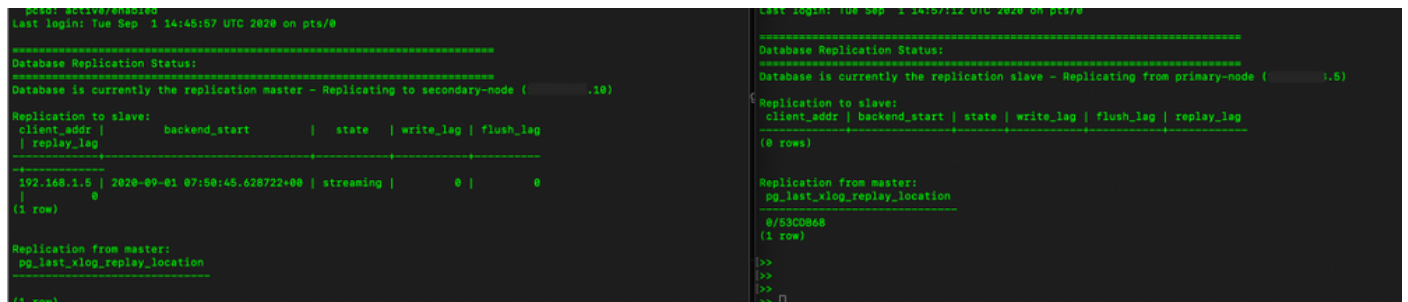 pcsd: active/enabled
Last login: Tue Sep  1 14:45:57 UTC 2020 on pts/0
=========================================================================
Database Replication Status:
=========================================================================
Database is currently the replication master – Replicating to secondary-node ( .10)
Replication to slave:
client_addr |         backend_start         |   state   | write_lag | flush_lag
| replay_lag
-------------+-------------------------------+-----------+-----------+----------
-+------------
192.168.1.5 | 2020-09-01 07:50:45.628722+00 | streaming |         0 |         0
|          0
(1 row)
Replication from master:
pg_last_xlog_replay_location
------------------------------
(1 row)
Last login: Tue Sep  1 14:57:12 UTC 2020 on pts/0
=========================================================================
Database Replication Status:
=========================================================================
Database is currently the replication slave – Replicating from primary-node ( .5)
Replication to slave:
client_addr | backend_start | state | write_lag | flush_lag | replay_lag
-------------+---------------+-------+-----------+-----------+------------
(0 rows)
Replication from master:
pg_last_xlog_replay_location
------------------------------
0/53CDB68
(1 row)
>>
>>
>>
>>